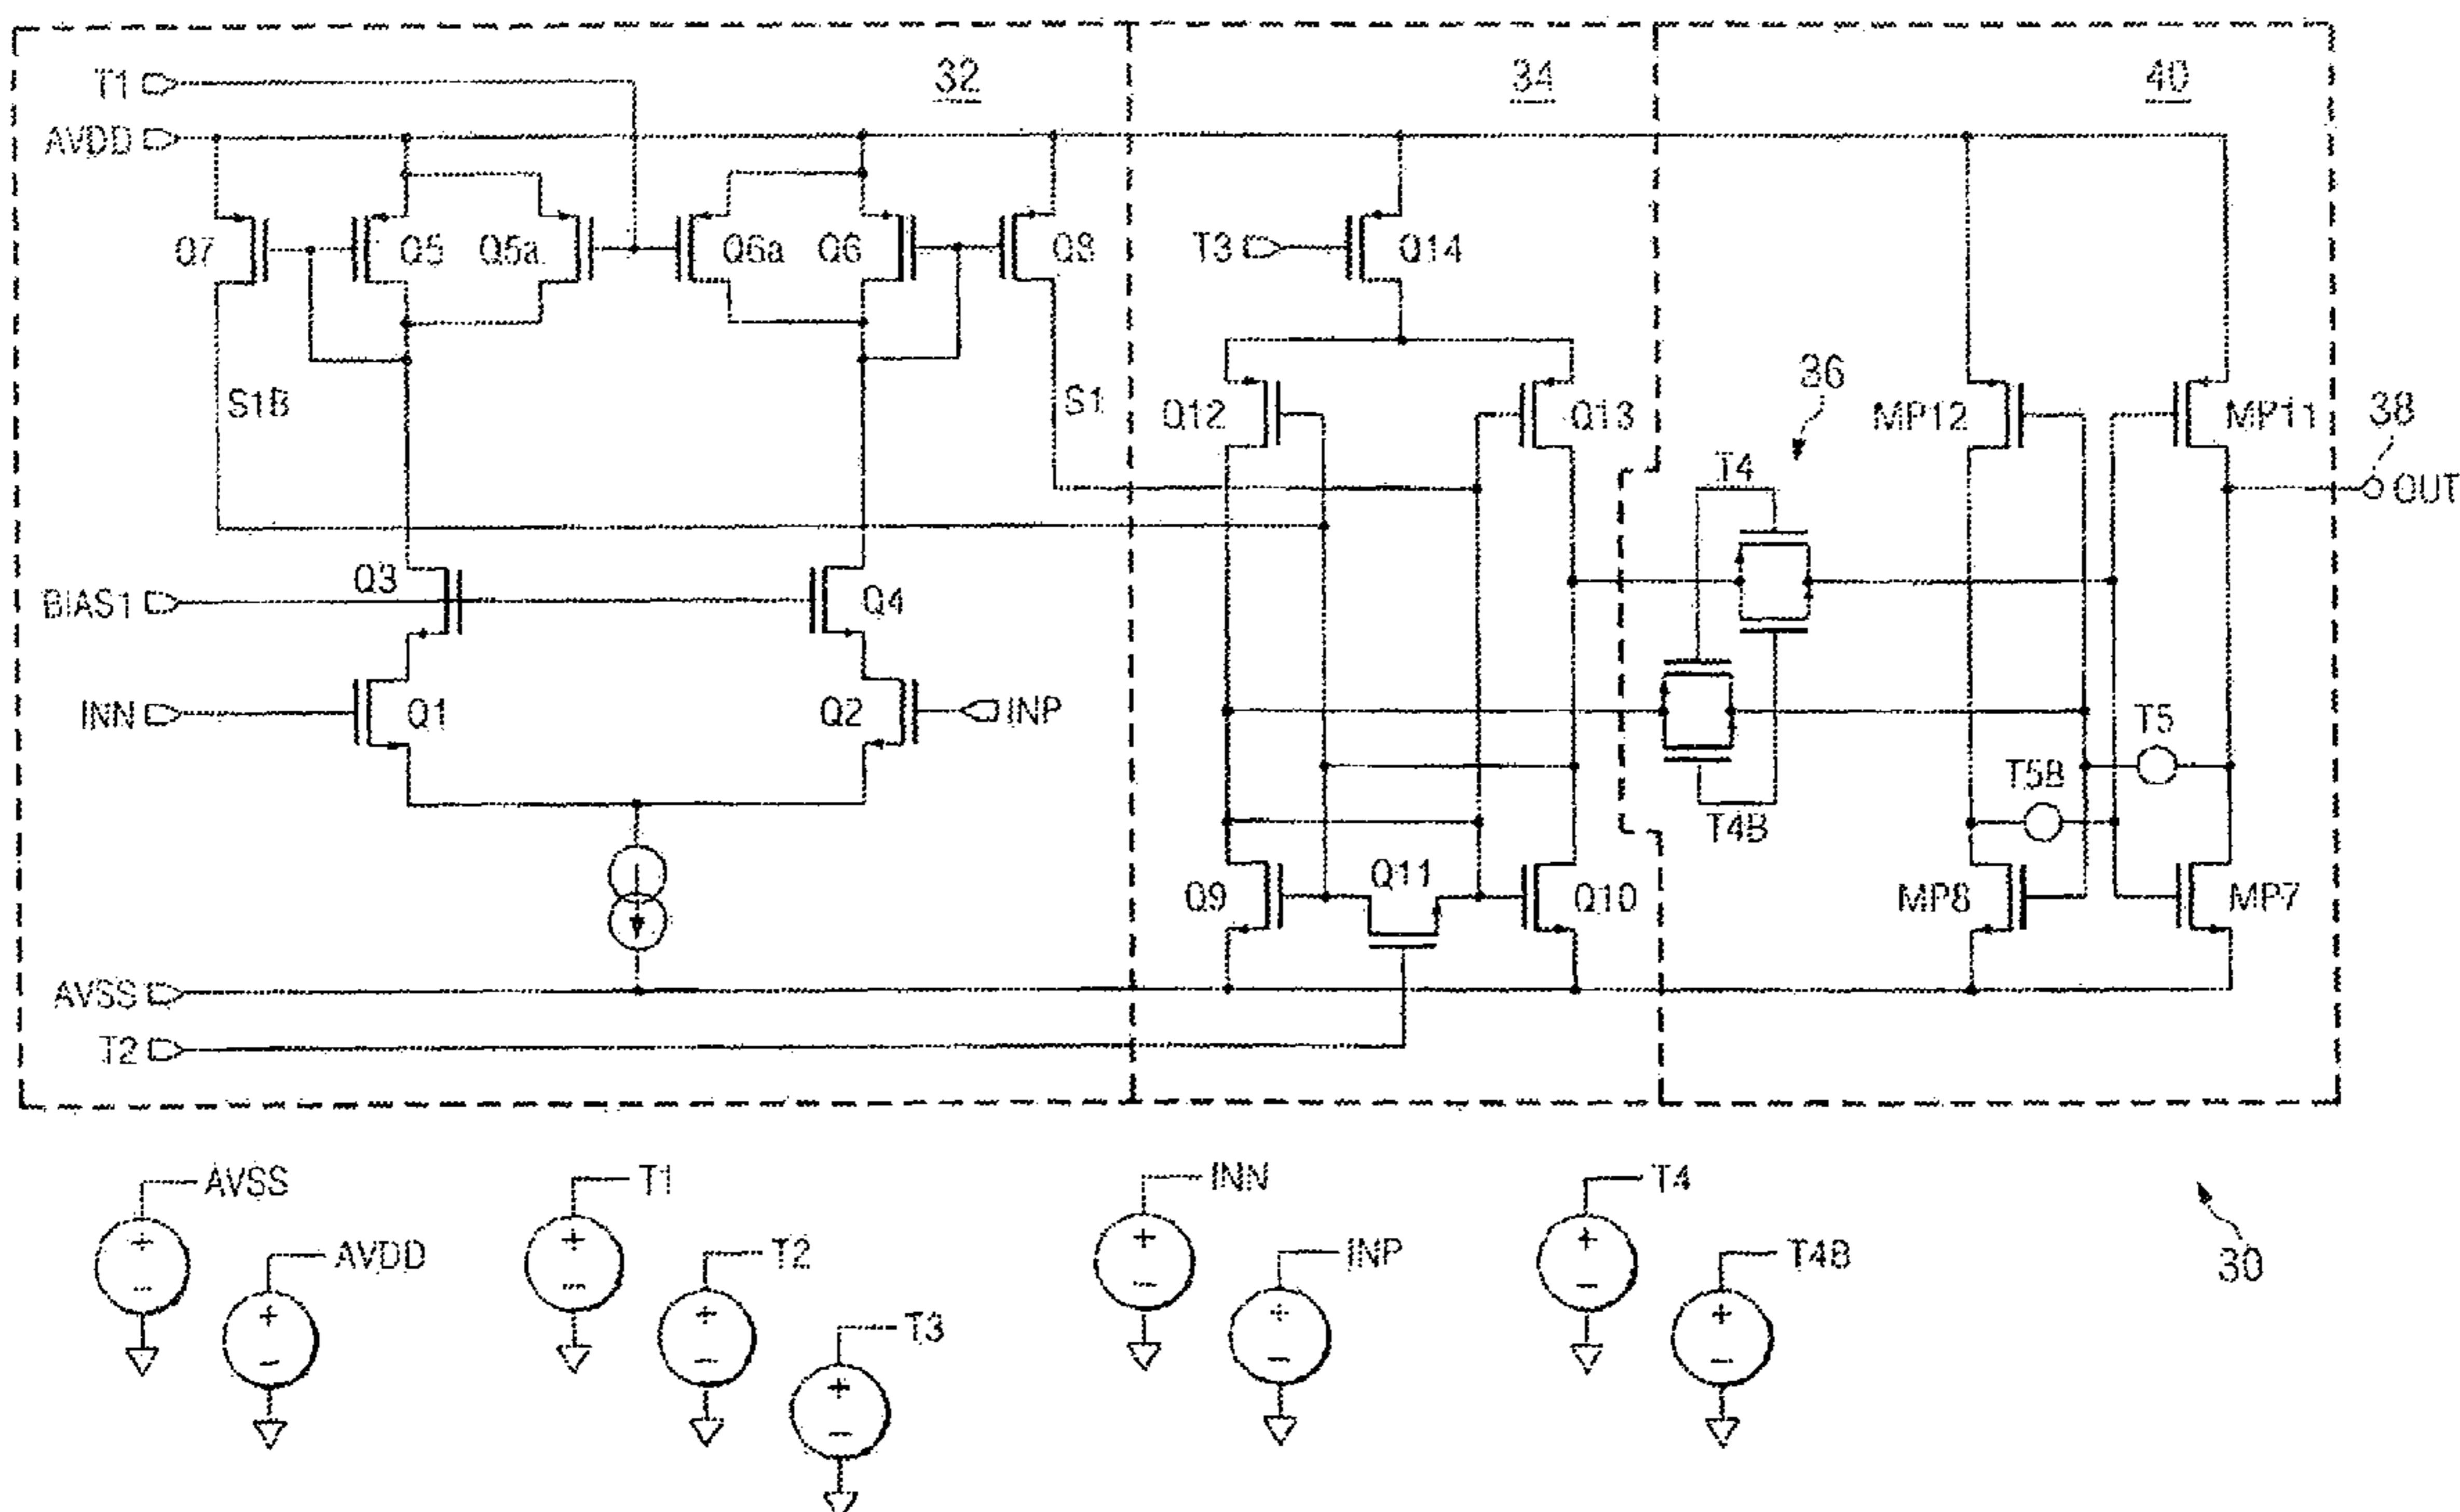 32
34
40
T1
AVDD
Q7
Q5
Q5a
Q6a
Q6
Q8
T3
Q14
S1B
S1
Q12
Q13
36
MP12
MP11
38
T4
OUT
Q3
BIAS1
Q4
INN
Q1
Q2
INP
T5
T5B
T4B
Q9
Q11
Q10
MP8
MP7
AVSS
T2
AVSS
T1
INN
T4
AVDD
T2
INP
T4B
30
T3